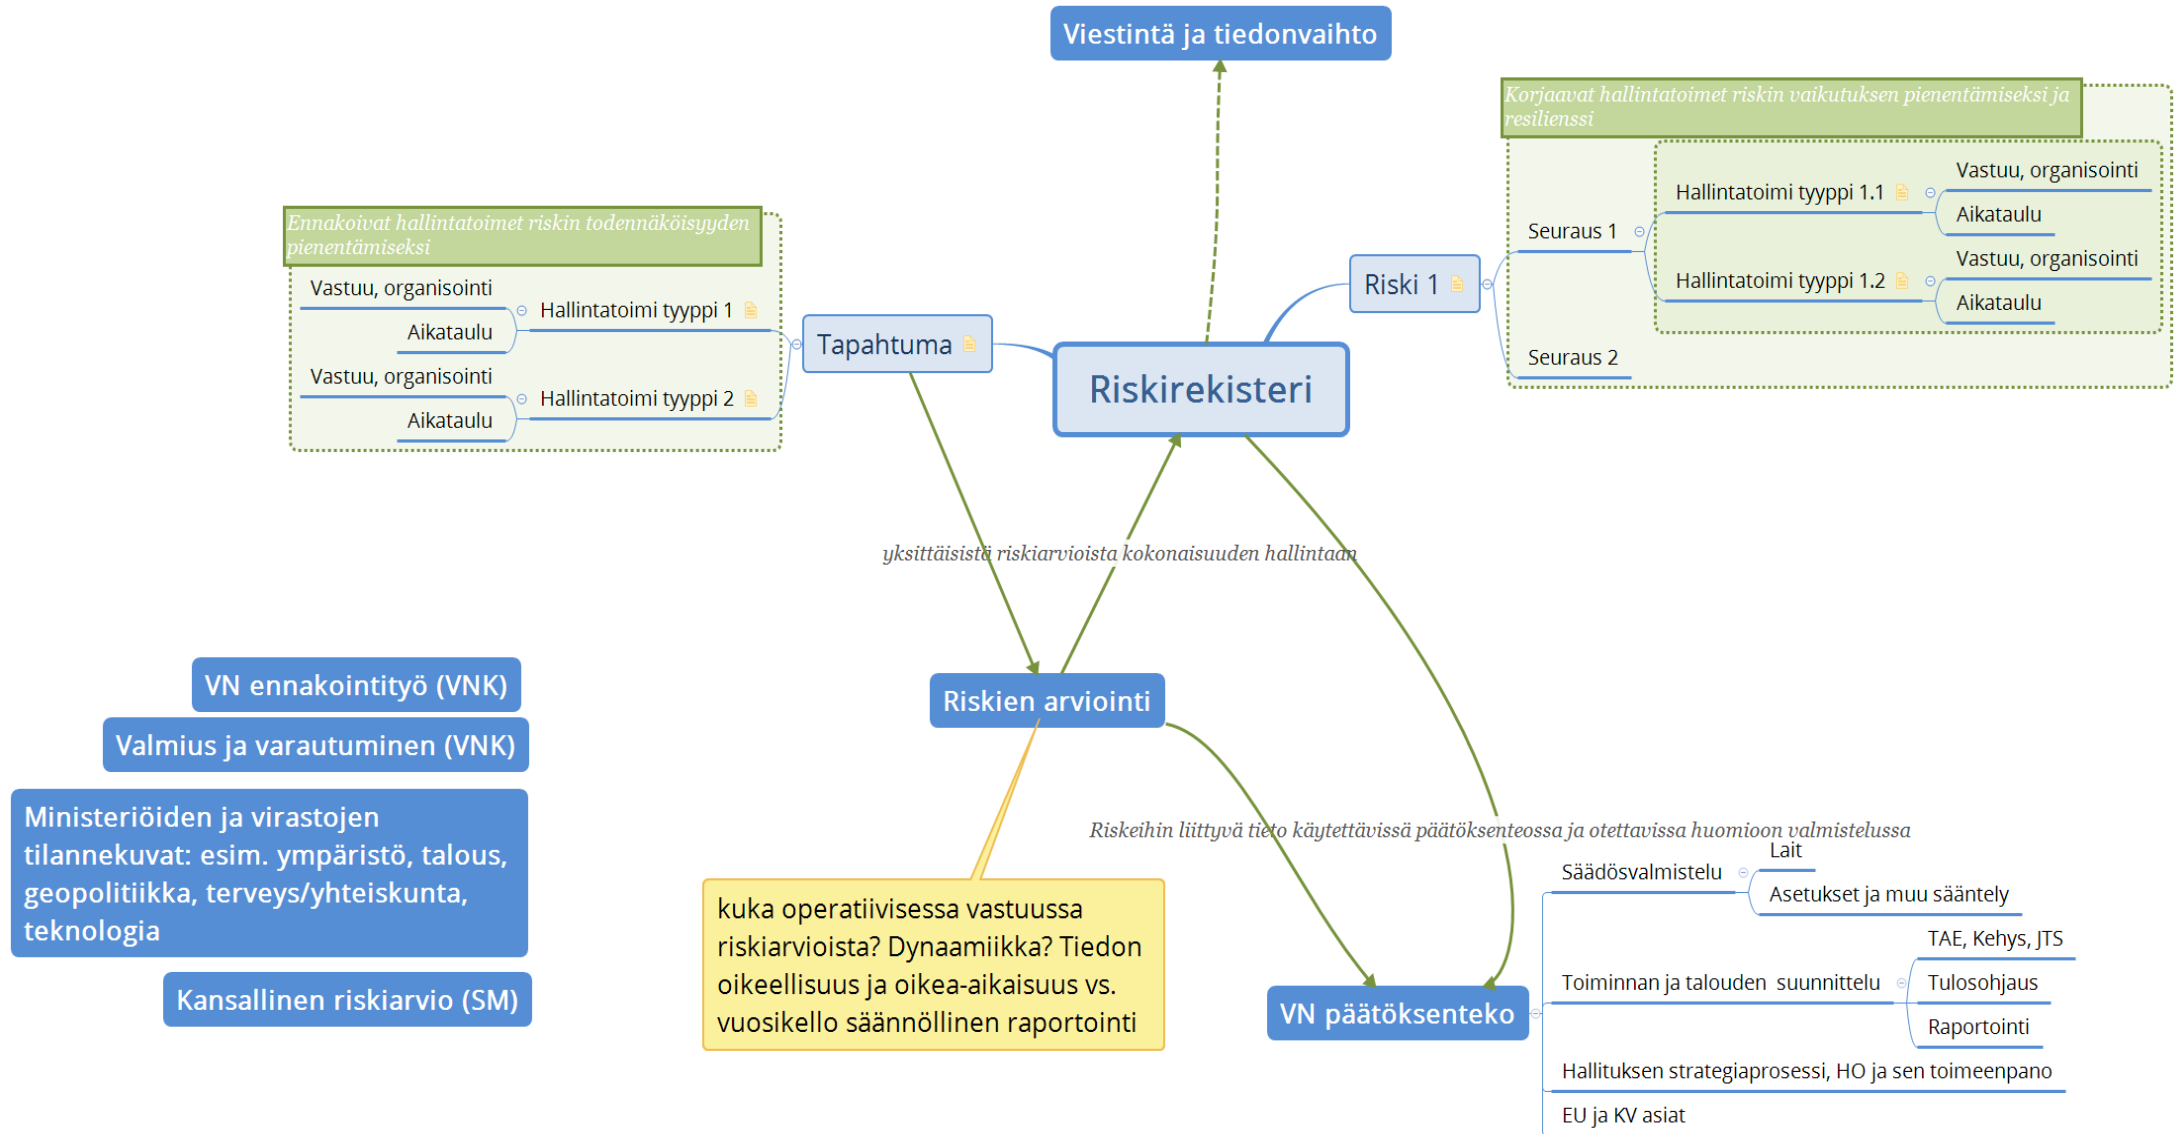 Viestintä ja tiedonvaihto
Korjaavat hallintatoimet riskin vaikutuksen pienentämiseksi ja
resilienssi
Vastuu, organisointi
Hallintatoimi tyyppi 1.1
Aikataulu
Seuraus 1
Vastuu, organisointi
Hallintatoimi tyyppi 1.2
Aikataulu
Riski 1
Seuraus 2
Ennakoivat hallintatoimet riskin todennäköisyyden
pienentämiseksi
Vastuu, organisointi
Hallintatoimi tyyppi 1
Aikataulu
Tapahtuma
Vastuu, organisointi
Hallintatoimi tyyppi 2
Aikataulu
Riskirekisteri
yksittäisistä riskiarvioista kokonaisuuden hallintaan
VN ennakointityö (VNK)
Valmius ja varautuminen (VNK)
Ministeriöiden ja virastojen
tilannekuvat: esim. ympäristö, talous,
geopolitiikka, terveys/yhteiskunta,
teknologia
Kansallinen riskiarvio (SM)
Riskien arviointi
kuka operatiivisessa vastuussa
riskiarvioista? Dynaamiikka? Tiedon
oikeellisuus ja oikea-aikaisuus vs.
vuosikello säännöllinen raportointi
Riskeihin liittyvä tieto käytettävissä päätöksenteossa ja otettavissa huomioon valmistelussa
VN päätöksenteko
Säädösvalmistelu
Lait
Asetukset ja muu sääntely
Toiminnan ja talouden  suunnittelu
TAE, Kehys, JTS
Tulosohjaus
Raportointi
Hallituksen strategiaprosessi, HO ja sen toimeenpano
EU ja KV asiat